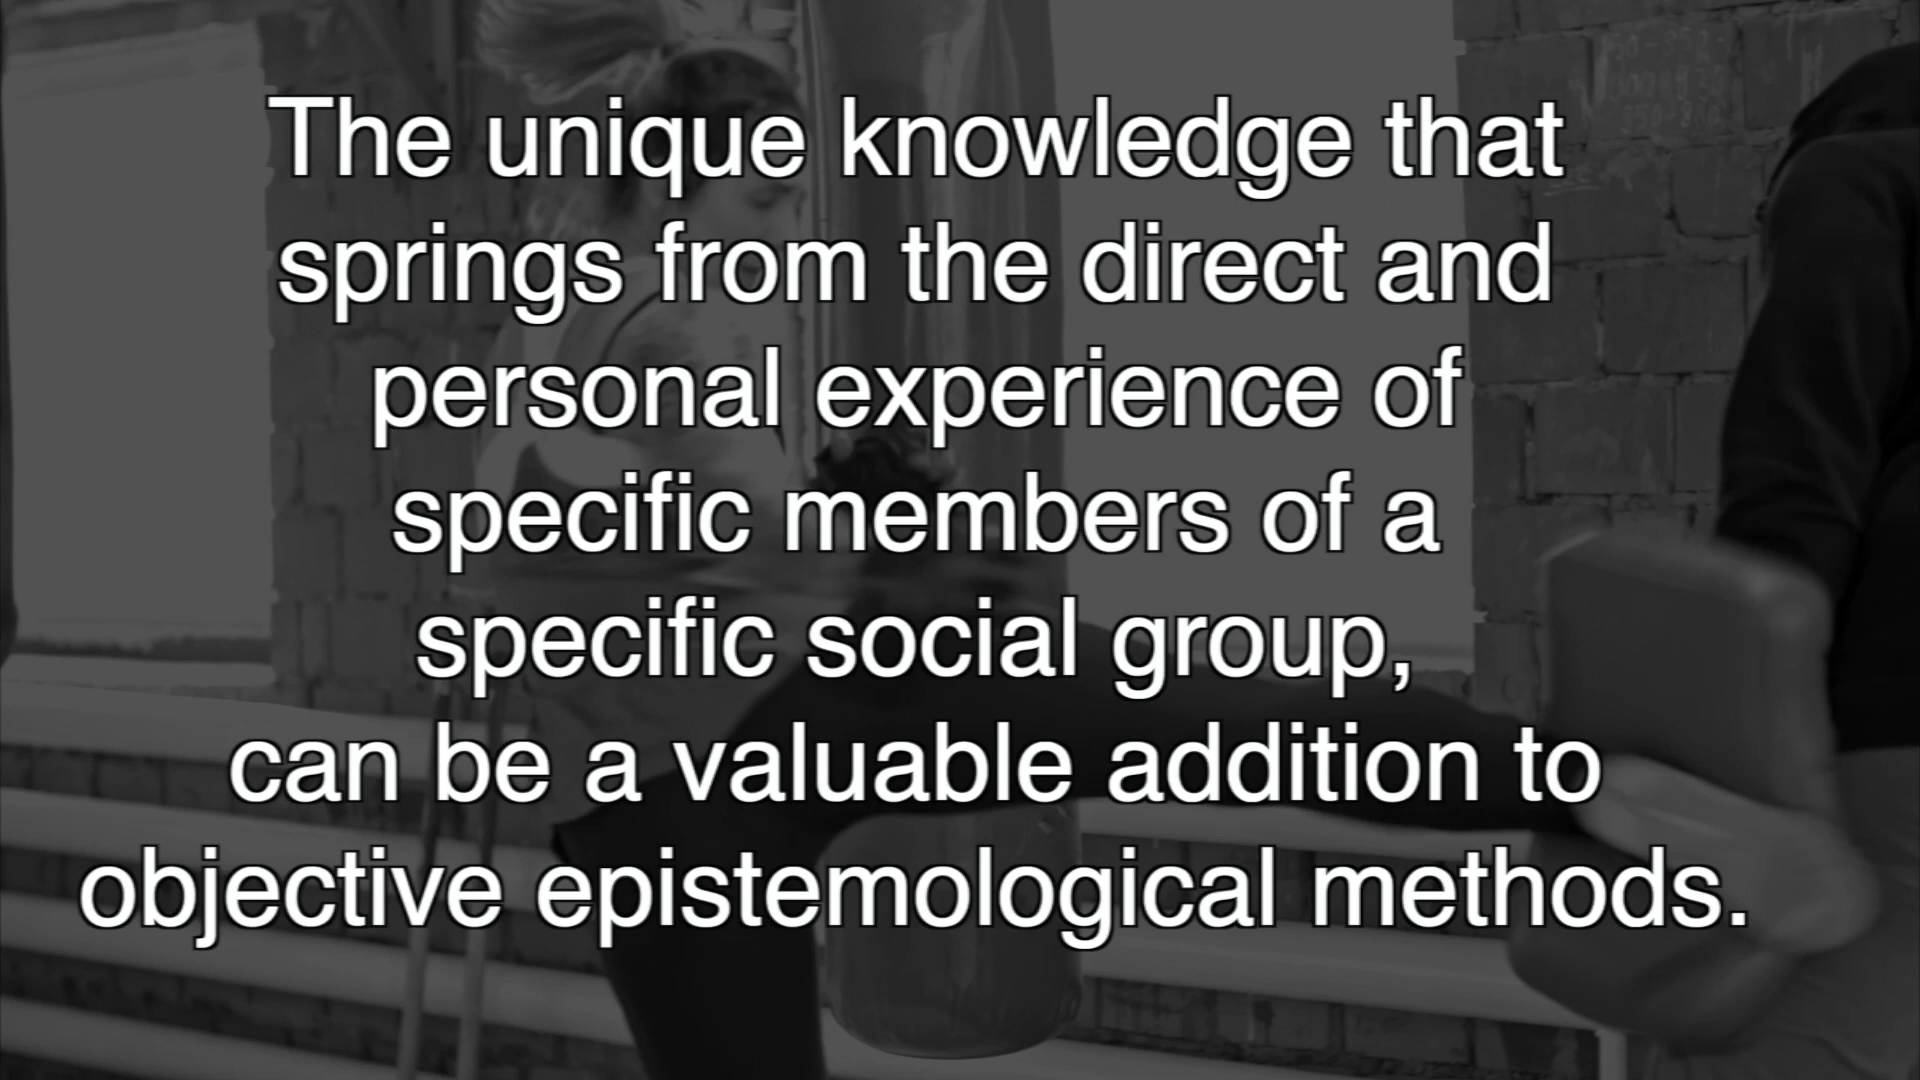 The unique knowledge that
springs from the direct and
personal experience of
specific members of a
specific social group,
can be a valuable addition to
objective epistemological methods.